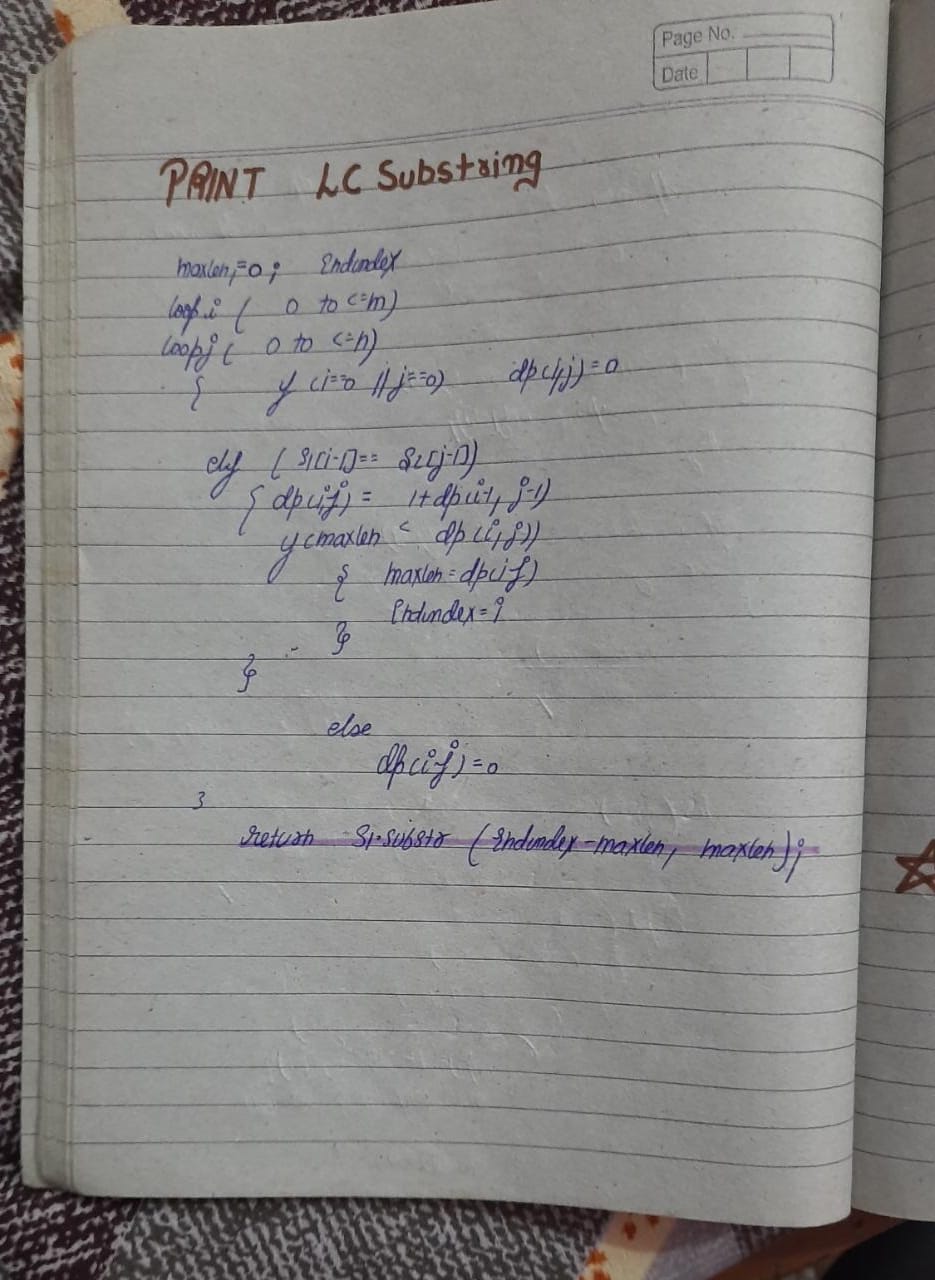 Page No.
Date
PRINT LC Substring
maxlen=0; Endindex
loop i ( 0 to <=m)
loop j ( 0 to <=n)
{ if (i==0 || j==0) dp(i,j)=0
elif (S1[i-1]== S2[j-1])
{ dp(i,j) = 1+dp(i-1, j-1)
if (maxlen < dp(i,j))
{ maxlen=dp(i,j)
Endindex=i
}
}
else
dp(i,j)=0
}
return S1.substr (Endindex-maxlen, maxlen);